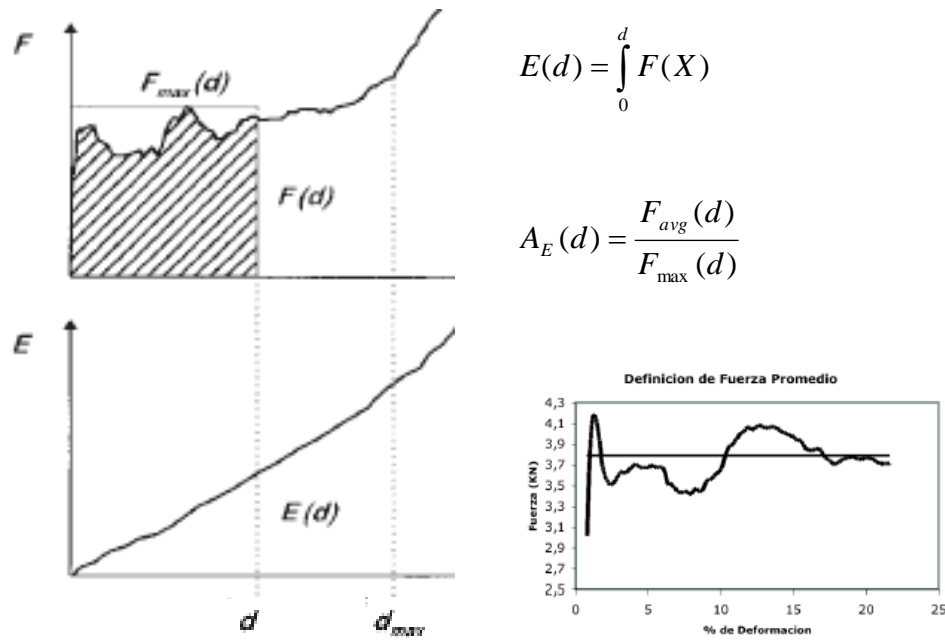 F
F_max(d)
F(d)
E
E(d)
d
d_max
E(d) = ∫_0^d F(X)
A_E(d) = F_avg(d) / F_max(d)
Definicion de Fuerza Promedio
Fuerza (KN)
4,3
4,1
3,9
3,7
3,5
3,3
3,1
2,9
2,7
2,5
0 5 10 15 20 25
% de Deformacion